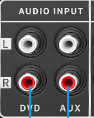 AUDIO INPUT
L
R
DVD AUX